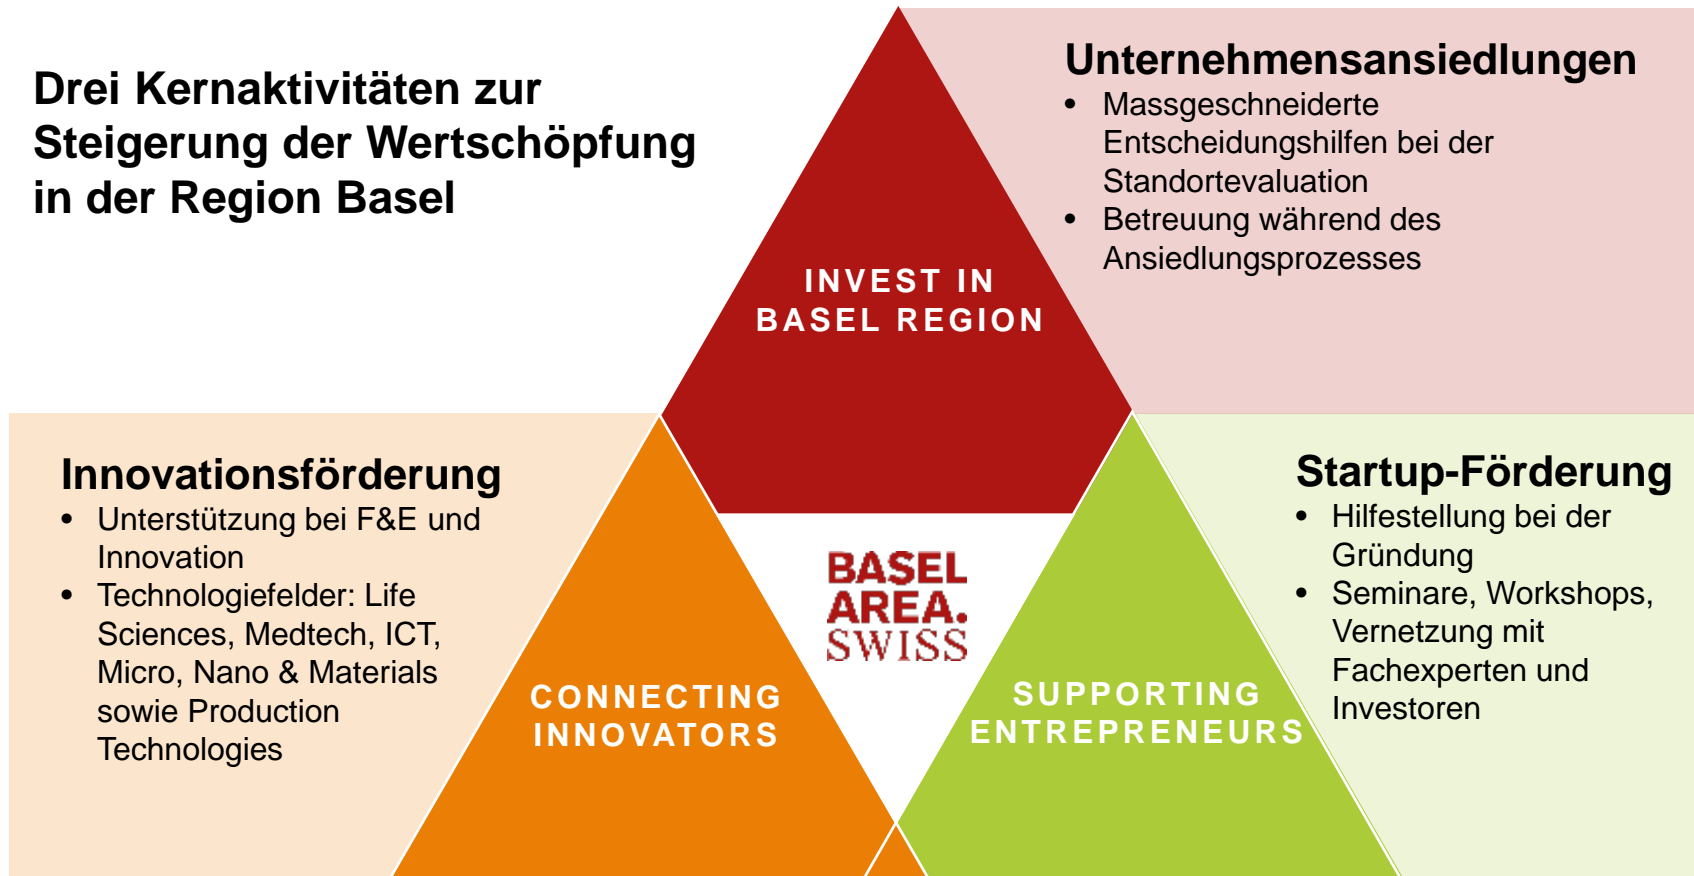 Drei Kernaktivitäten zur
Steigerung der Wertschöpfung
in der Region Basel
Unternehmensansiedlungen
• Massgeschneiderte
Entscheidungshilfen bei der
Standortevaluation
• Betreuung während des
Ansiedlungsprozesses
INVEST IN
BASEL REGION
Innovationsförderung
• Unterstützung bei F&E und
Innovation
• Technologiefelder: Life
Sciences, Medtech, ICT,
Micro, Nano & Materials
sowie Production
Technologies
CONNECTING
INNOVATORS
BASEL
AREA.
SWISS
SUPPORTING
ENTREPRENEURS
Startup-Förderung
• Hilfestellung bei der
Gründung
• Seminare, Workshops,
Vernetzung mit
Fachexperten und
Investoren